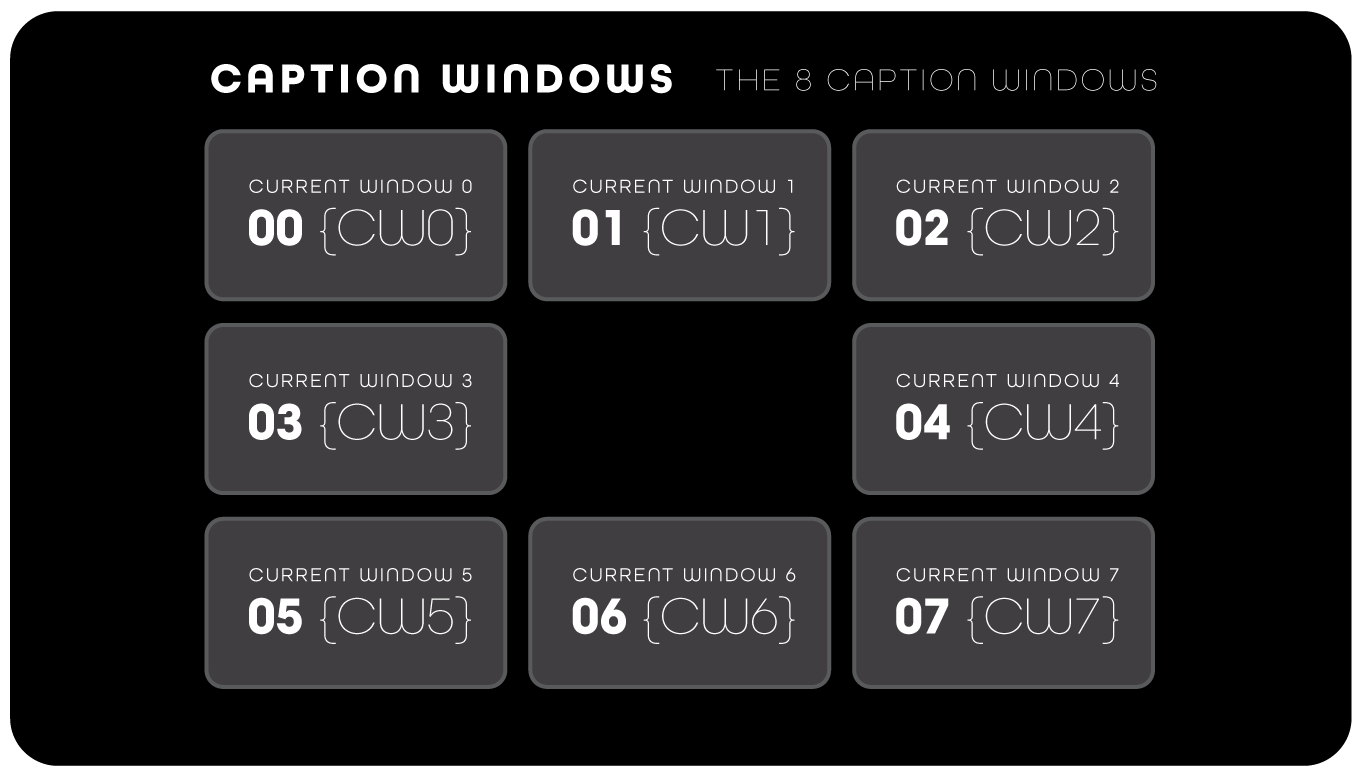 CAPTION WINDOWS THE 8 CAPTION WINDOWS
CURRENT WINDOW 0
00 {CW0}
CURRENT WINDOW 1
01 {CW1}
CURRENT WINDOW 2
02 {CW2}
CURRENT WINDOW 3
03 {CW3}
CURRENT WINDOW 4
04 {CW4}
CURRENT WINDOW 5
05 {CW5}
CURRENT WINDOW 6
06 {CW6}
CURRENT WINDOW 7
07 {CW7}